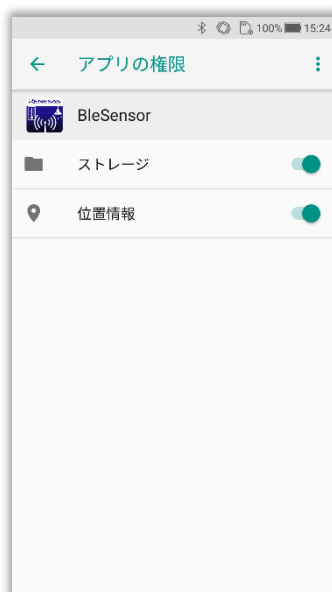 100% 15:24
アプリの権限
RENESAS
BleSensor
ストレージ
位置情報